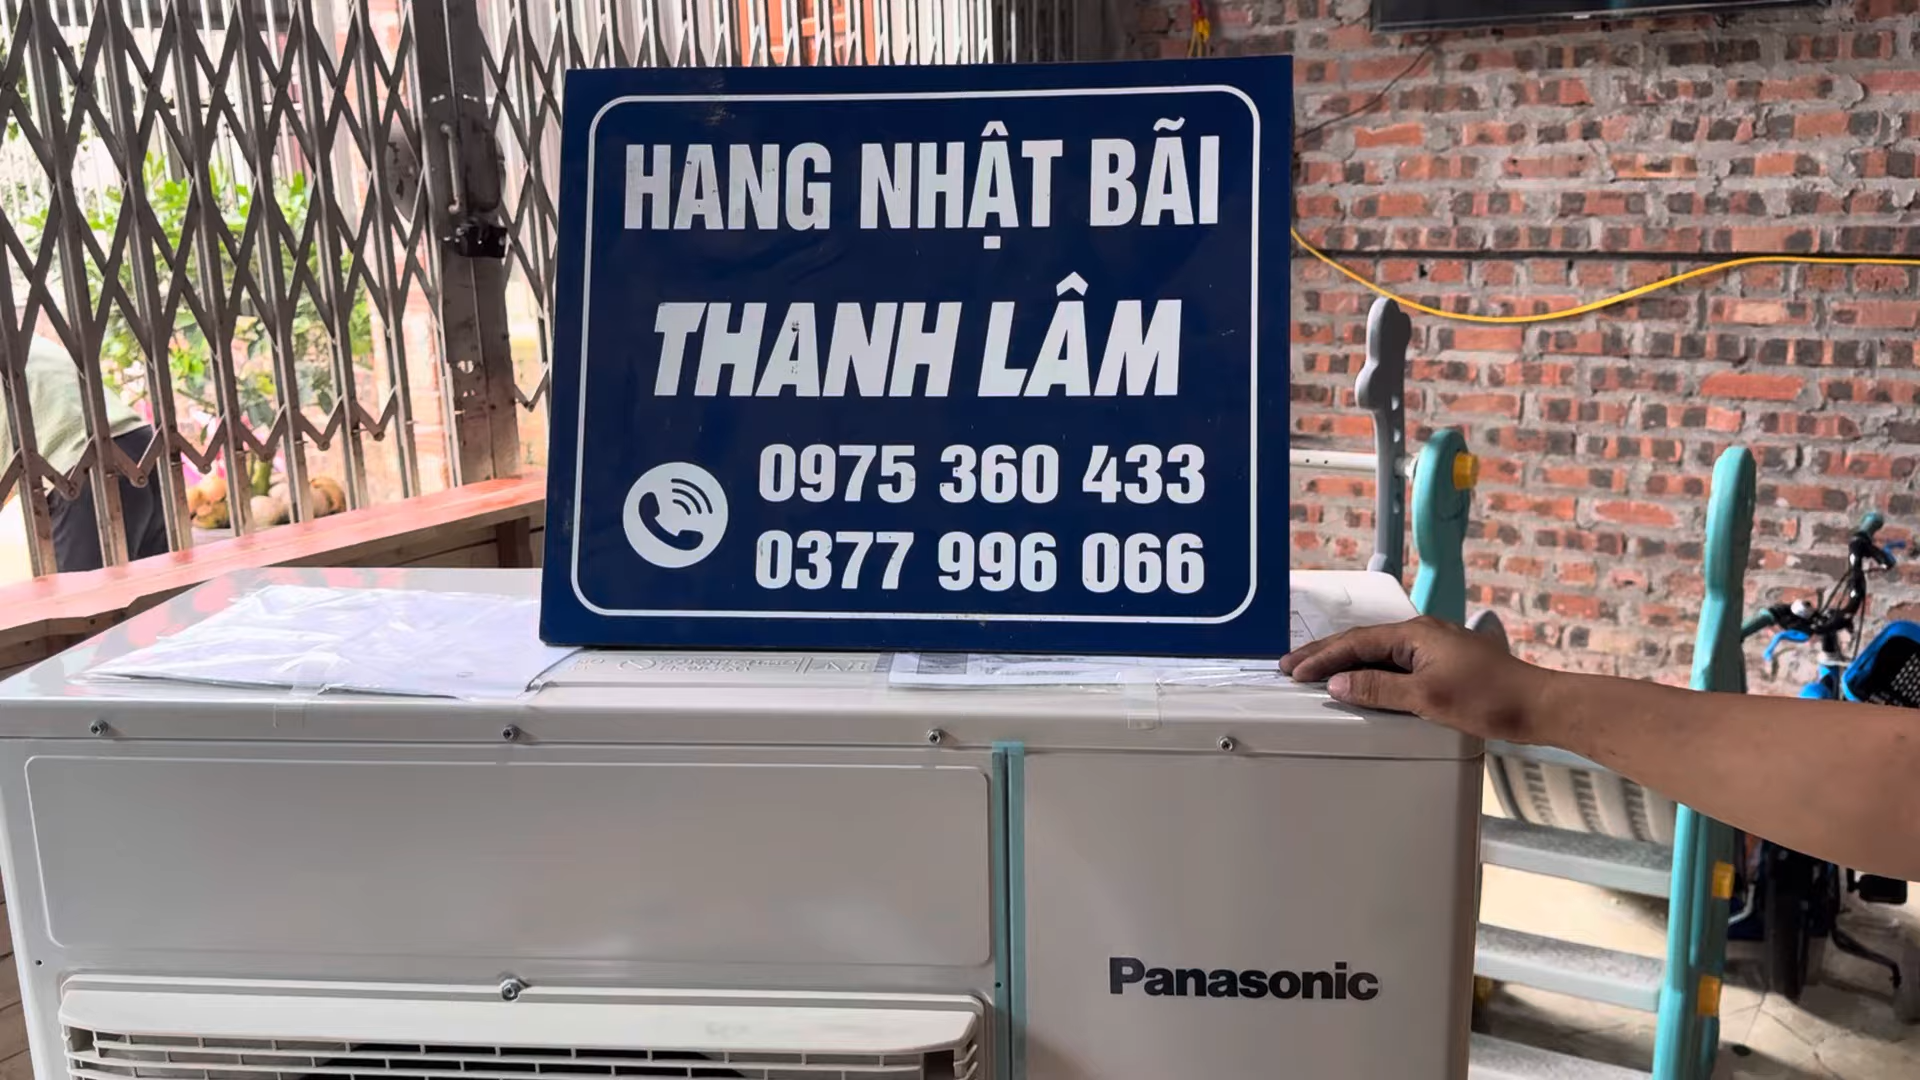 HANG NHẬT BÃI
THANH LÂM
0975 360 433
0377 996 066
Panasonic